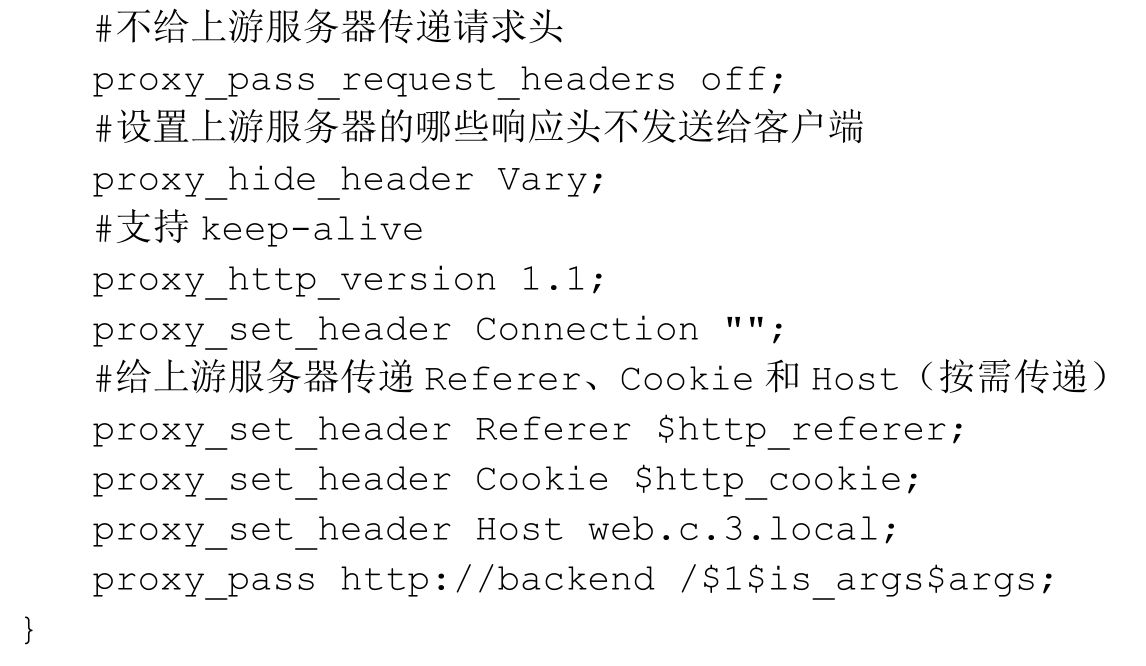 #不给上游服务器传递请求头
proxy_pass_request_headers off;
#设置上游服务器的哪些响应头不发送给客户端
proxy_hide_header Vary;
#支持 keep-alive
proxy_http_version 1.1;
proxy_set_header Connection "";
#给上游服务器传递 Referer、Cookie 和 Host（按需传递）
proxy_set_header Referer $http_referer;
proxy_set_header Cookie $http_cookie;
proxy_set_header Host web.c.3.local;
proxy_pass http://backend /$1$is_args$args;
}